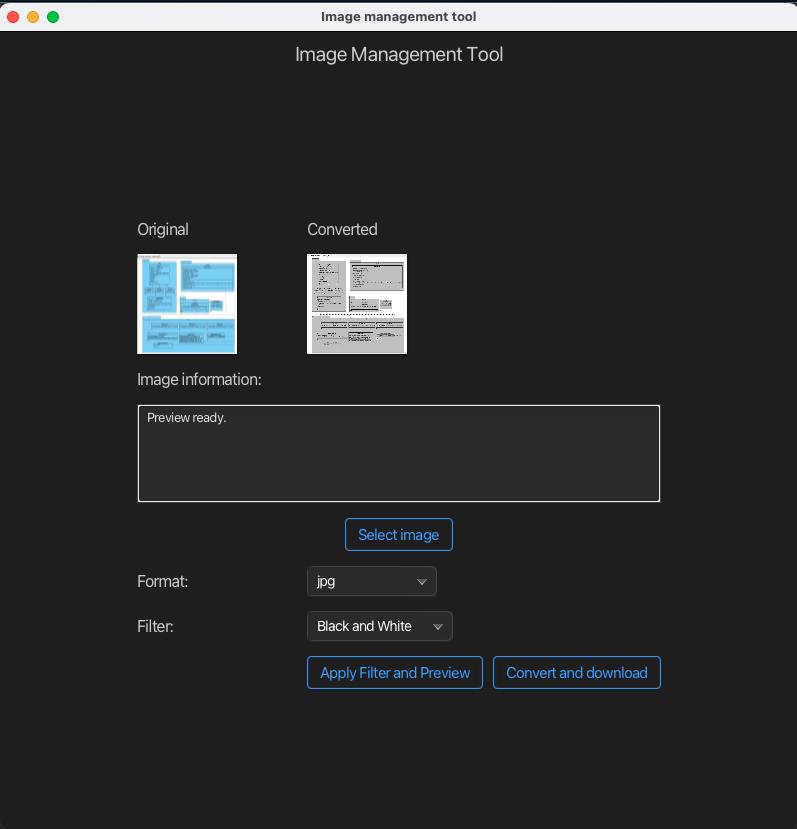 Image management tool
Image Management Tool
Original Converted
Image information:
Preview ready.
Select image
Format: jpg
Filter: Black and White
Apply Filter and Preview Convert and download